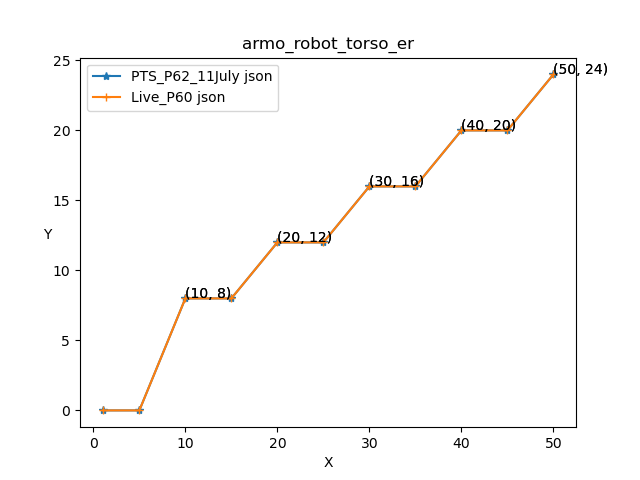 armo_robot_torso_er
PTS_P62_11July json
Live_P60 json
25
20
15
10
5
0
Y
(50, 24)
(40, 20)
(30, 16)
(20, 12)
(10, 8)
0 10 20 30 40 50
X